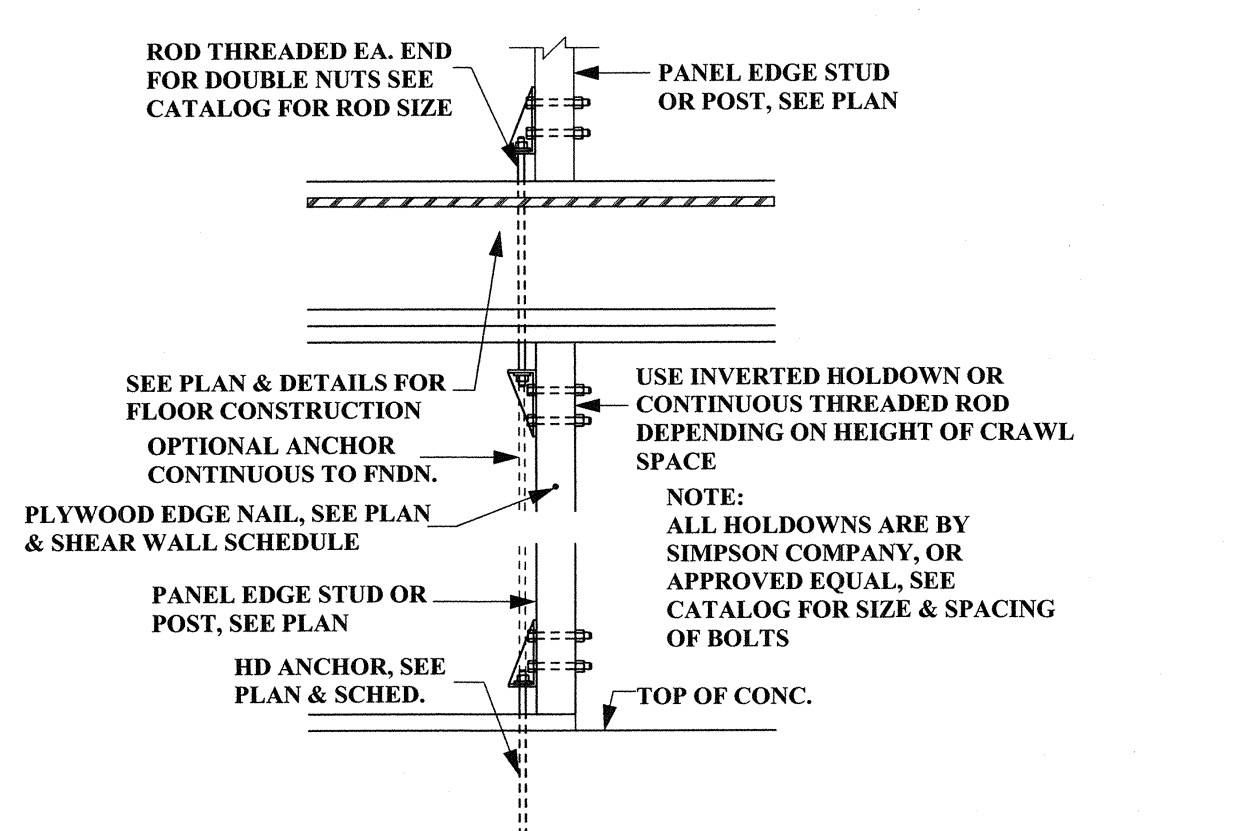 ROD THREADED EA. END
FOR DOUBLE NUTS SEE
CATALOG FOR ROD SIZE
PANEL EDGE STUD
OR POST, SEE PLAN
SEE PLAN & DETAILS FOR
FLOOR CONSTRUCTION
USE INVERTED HOLDOWN OR
CONTINUOUS THREADED ROD
DEPENDING ON HEIGHT OF CRAWL
SPACE
OPTIONAL ANCHOR
CONTINUOUS TO FNDN.
PLYWOOD EDGE NAIL, SEE PLAN
& SHEAR WALL SCHEDULE
NOTE:
ALL HOLDOWNS ARE BY
SIMPSON COMPANY, OR
APPROVED EQUAL, SEE
CATALOG FOR SIZE & SPACING
OF BOLTS
PANEL EDGE STUD OR
POST, SEE PLAN
HD ANCHOR, SEE
PLAN & SCHED.
TOP OF CONC.